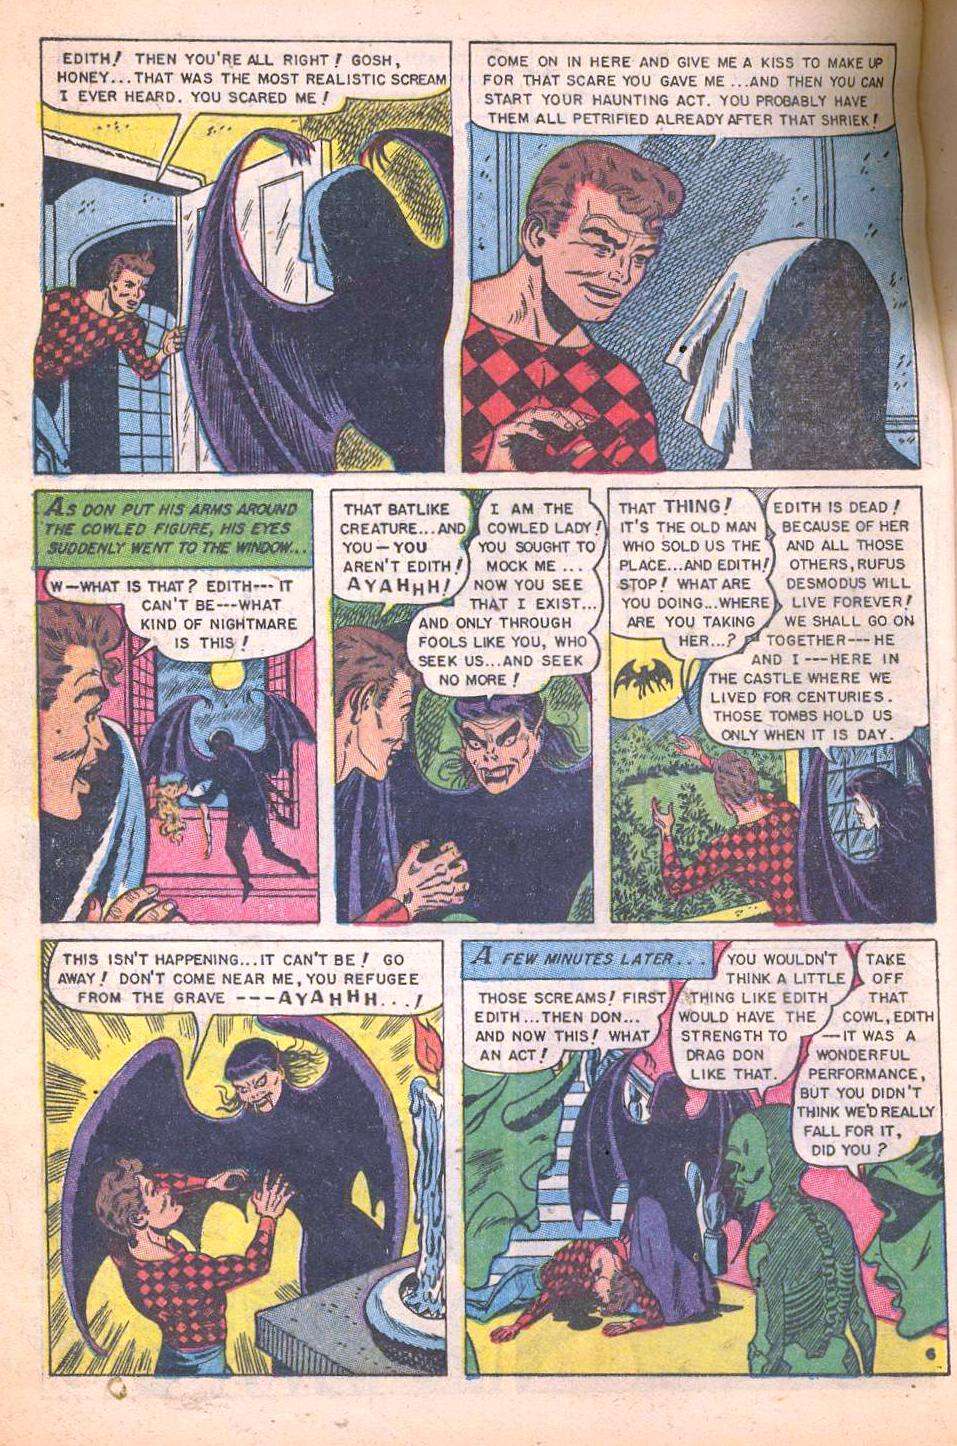 EDITH! THEN YOU'RE ALL RIGHT! GOSH,
HONEY...THAT WAS THE MOST REALISTIC SCREAM
I EVER HEARD. YOU SCARED ME!
COME ON IN HERE AND GIVE ME A KISS TO MAKE UP
FOR THAT SCARE YOU GAVE ME...AND THEN YOU CAN
START YOUR HAUNTING ACT. YOU PROBABLY HAVE
THEM ALL PETRIFIED ALREADY AFTER THAT SHRIEK!
AS DON PUT HIS ARMS AROUND
THE COWLED FIGURE, HIS EYES
SUDDENLY WENT TO THE WINDOW...
W-WHAT IS THAT? EDITH---IT
CAN'T BE---WHAT
KIND OF NIGHTMARE
IS THIS!
THAT BATLIKE
CREATURE...AND
YOU-YOU
AREN'T EDITH!
AYAHHH!
I AM THE
COWLED LADY!
YOU SOUGHT TO
MOCK ME...
NOW YOU SEE
THAT I EXIST...
AND ONLY THROUGH
FOOLS LIKE YOU, WHO
SEEK US...AND SEEK
NO MORE!
THAT THING!
IT'S THE OLD MAN
WHO SOLD US THE
PLACE...AND EDITH!
STOP! WHAT ARE
YOU DOING...WHERE
ARE YOU TAKING
HER...?
EDITH IS DEAD!
BECAUSE OF HER
AND ALL THOSE
OTHERS, RUFUS
DESMODUS WILL
LIVE FOREVER!
WE SHALL GO ON
TOGETHER---HE
AND I---HERE IN
THE CASTLE WHERE WE
LIVED FOR CENTURIES.
THOSE TOMBS HOLD US
ONLY WHEN IT IS DAY.
THIS ISN'T HAPPENING...IT CAN'T BE! GO
AWAY! DON'T COME NEAR ME, YOU REFUGEE
FROM THE GRAVE ---AYAHHH...!
A FEW MINUTES LATER...
THOSE SCREAMS! FIRST
EDITH...THEN DON...
AND NOW THIS! WHAT
AN ACT!
YOU WOULDN'T
THINK A LITTLE
THING LIKE EDITH
WOULD HAVE THE
STRENGTH TO
DRAG DON
LIKE THAT.
TAKE
OFF
THAT
COWL, EDITH
-IT WAS A
WONDERFUL
PERFORMANCE,
BUT YOU DIDN'T
THINK WE'D REALLY
FALL FOR IT,
DID YOU?
6